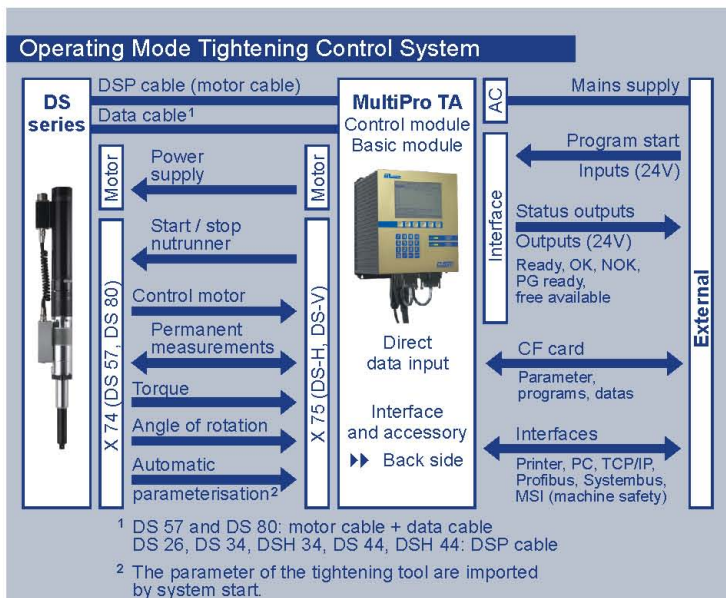 Operating Mode Tightening Control System
DS
series
DSP cable (motor cable)
Data cable¹
MultiPro TA
Control module
Basic module
AC
Mains supply
Motor
Power
supply
Motor
Program start
Inputs (24V)
Interface
Start / stop
nutrunner
Status outputs
Outputs (24V)
Ready, OK, NOK,
PG ready,
free available
X 74 (DS 57, DS 80)
Control motor
Permanent
measurements
Torque
Angle of rotation
Automatic
parameterisation²
X 75 (DS-H, DS-V)
Direct
data input
Interface
and accessory
Back side
CF card
Parameter,
programs, datas
Interfaces
Printer, PC, TCP/IP,
Profibus, Systembus,
MSI (machine safety)
External
¹ DS 57 and DS 80: motor cable + data cable
DS 26, DS 34, DSH 34, DS 44, DSH 44: DSP cable
² The parameter of the tightening tool are imported
by system start.